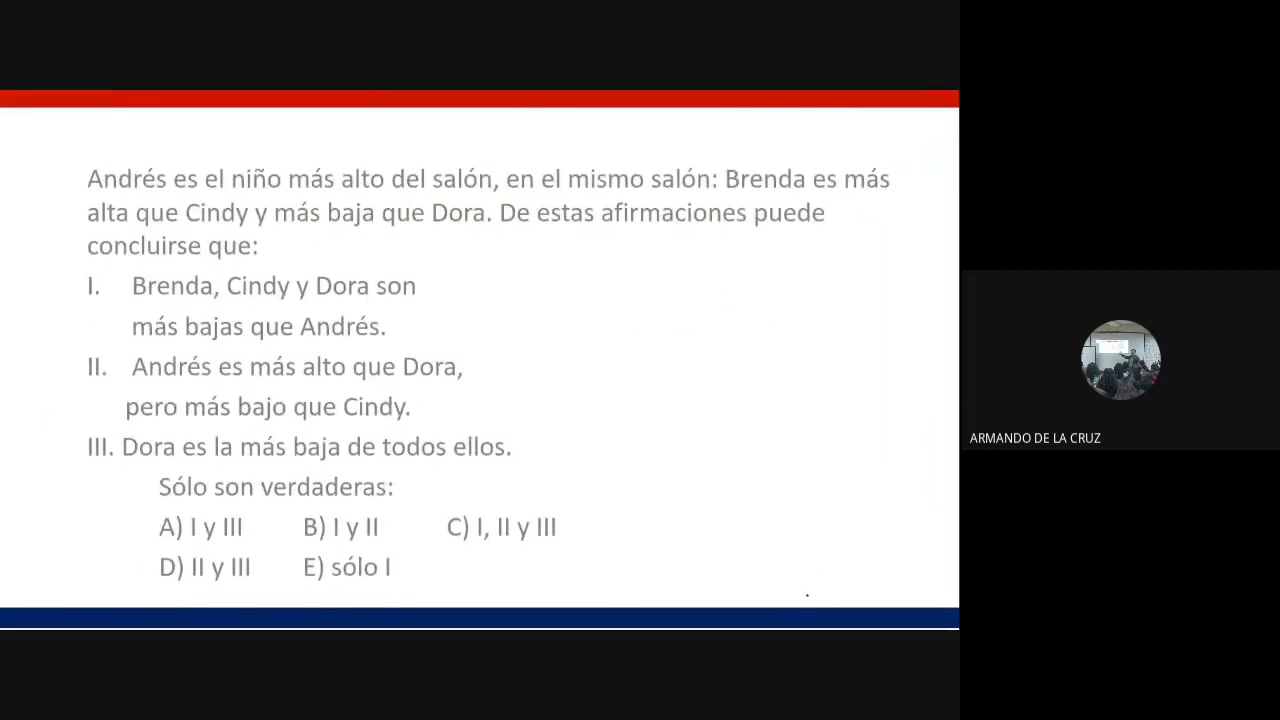 Andrés es el niño más alto del salón, en el mismo salón: Brenda es más
alta que Cindy y más baja que Dora. De estas afirmaciones puede
concluirse que:
I. Brenda, Cindy y Dora son
más bajas que Andrés.
II. Andrés es más alto que Dora,
pero más bajo que Cindy.
III. Dora es la más baja de todos ellos.
Sólo son verdaderas:
A) I y III B) I y II C) I, II y III
D) II y III E) sólo I
ARMANDO DE LA CRUZ